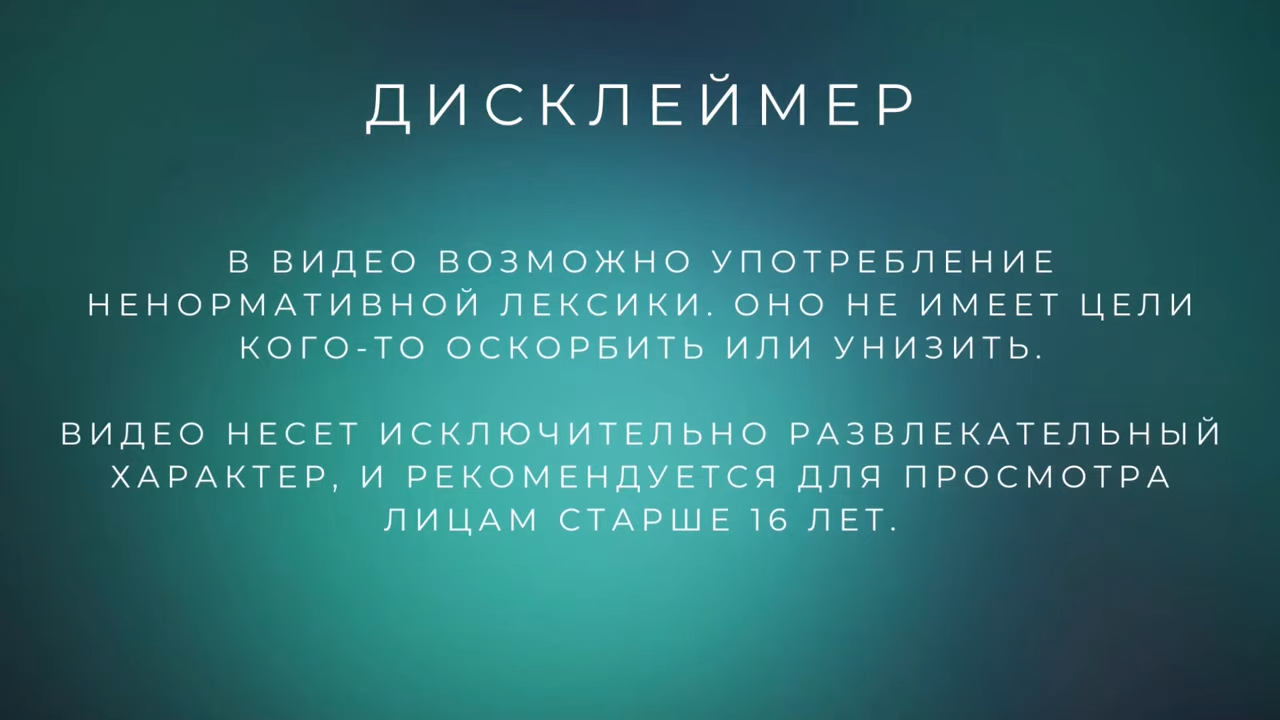 ДИСКЛЕЙМЕР
В ВИДЕО ВОЗМОЖНО УПОТРЕБЛЕНИЕ
НЕНОРМАТИВНОЙ ЛЕКСИКИ. ОНО НЕ ИМЕЕТ ЦЕЛИ
КОГО-ТО ОСКОРБИТЬ ИЛИ УНИЗИТЬ.
ВИДЕО НЕСЕТ ИСКЛЮЧИТЕЛЬНО РАЗВЛЕКАТЕЛЬНЫЙ
ХАРАКТЕР, И РЕКОМЕНДУЕТСЯ ДЛЯ ПРОСМОТРА
ЛИЦАМ СТАРШЕ 16 ЛЕТ.